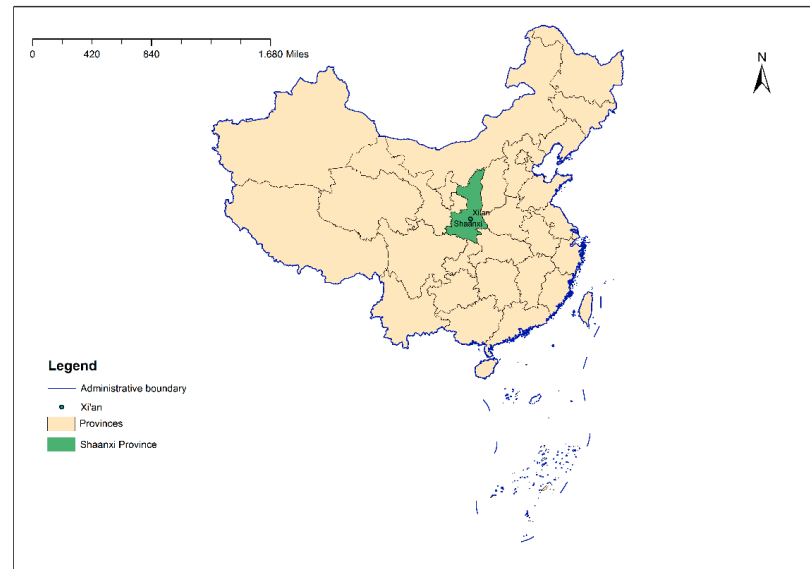 0 420 840 1.680 Miles
N
Xi'an
Shaanxi
Legend
Administrative boundary
Xi'an
Provinces
Shaanxi Province